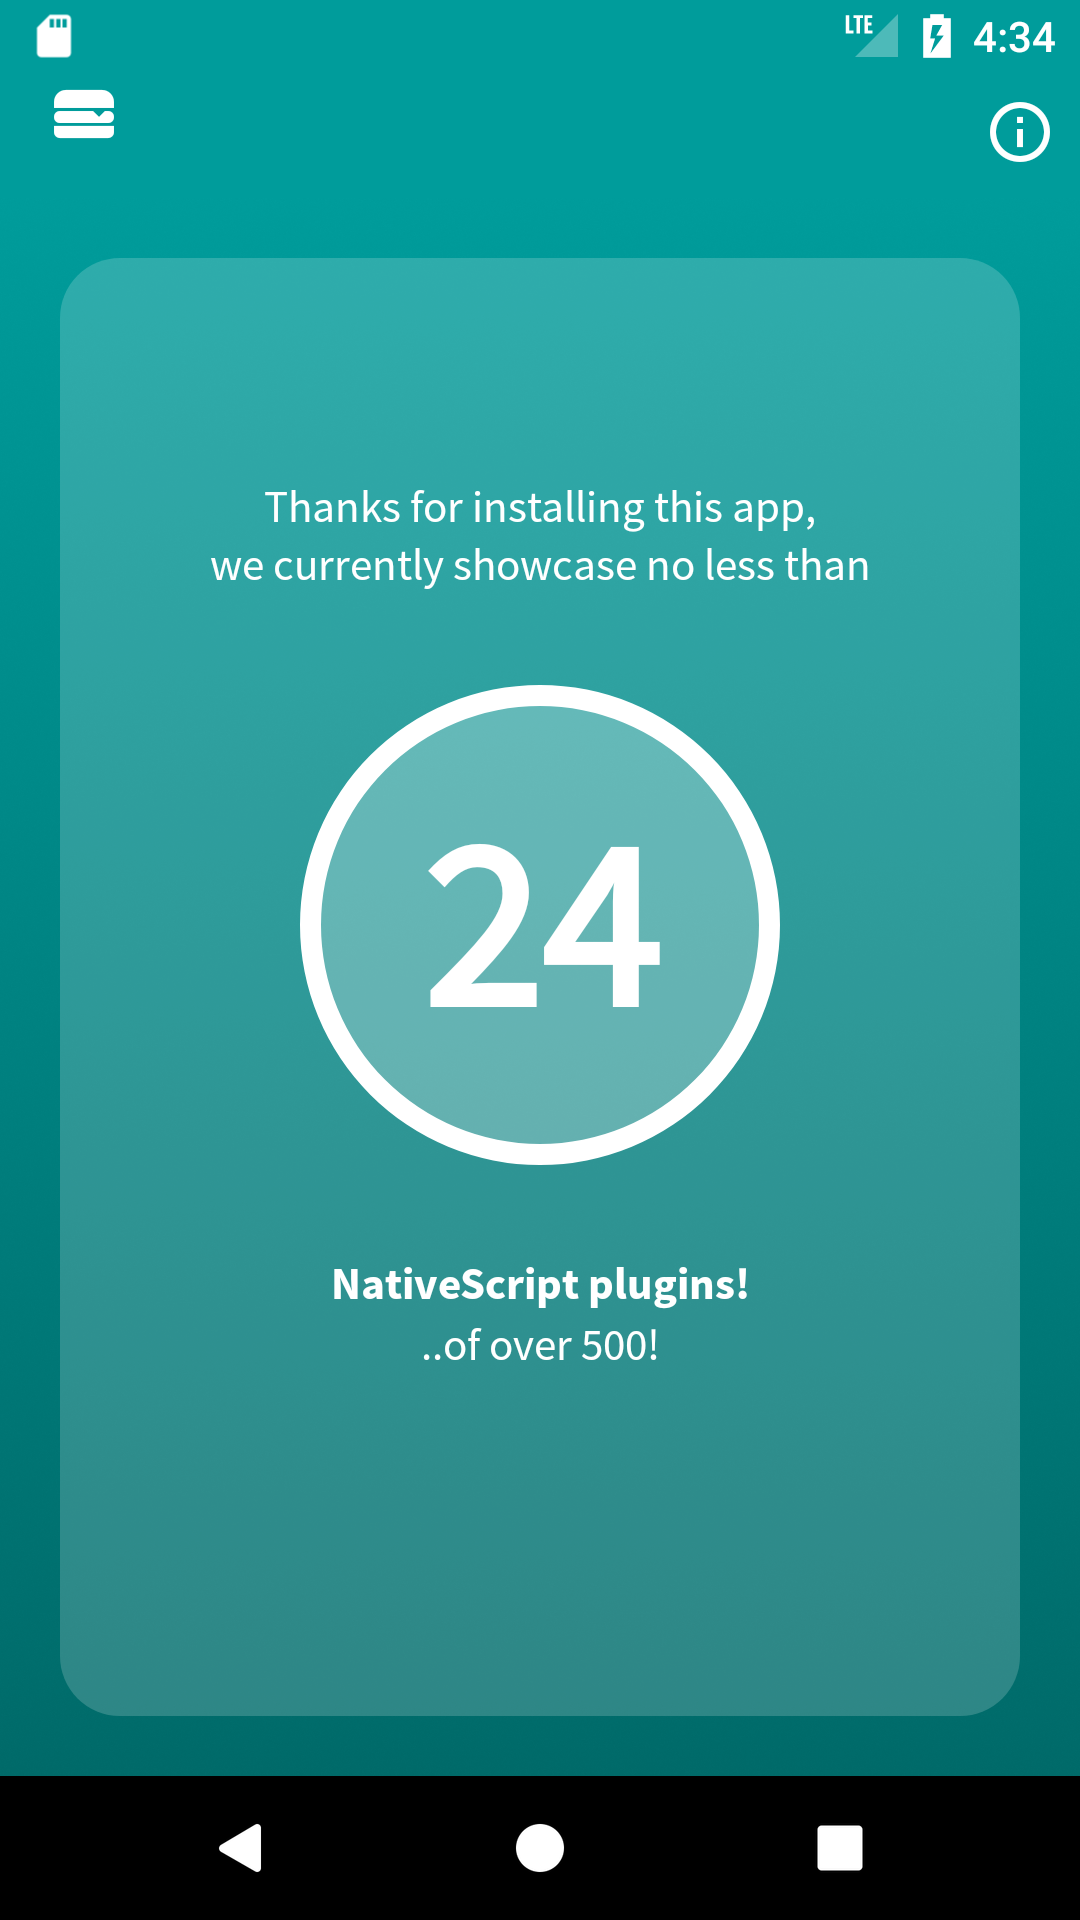 LTE 4:34
Thanks for installing this app,
we currently showcase no less than
24
NativeScript plugins!
..of over 500!